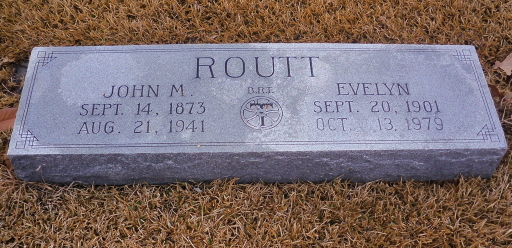 ROUTT
JOHN M.
SEPT. 14, 1873
AUG. 21, 1941
B.R.T.
EVELYN
SEPT. 20, 1901
OCT. 13, 1979